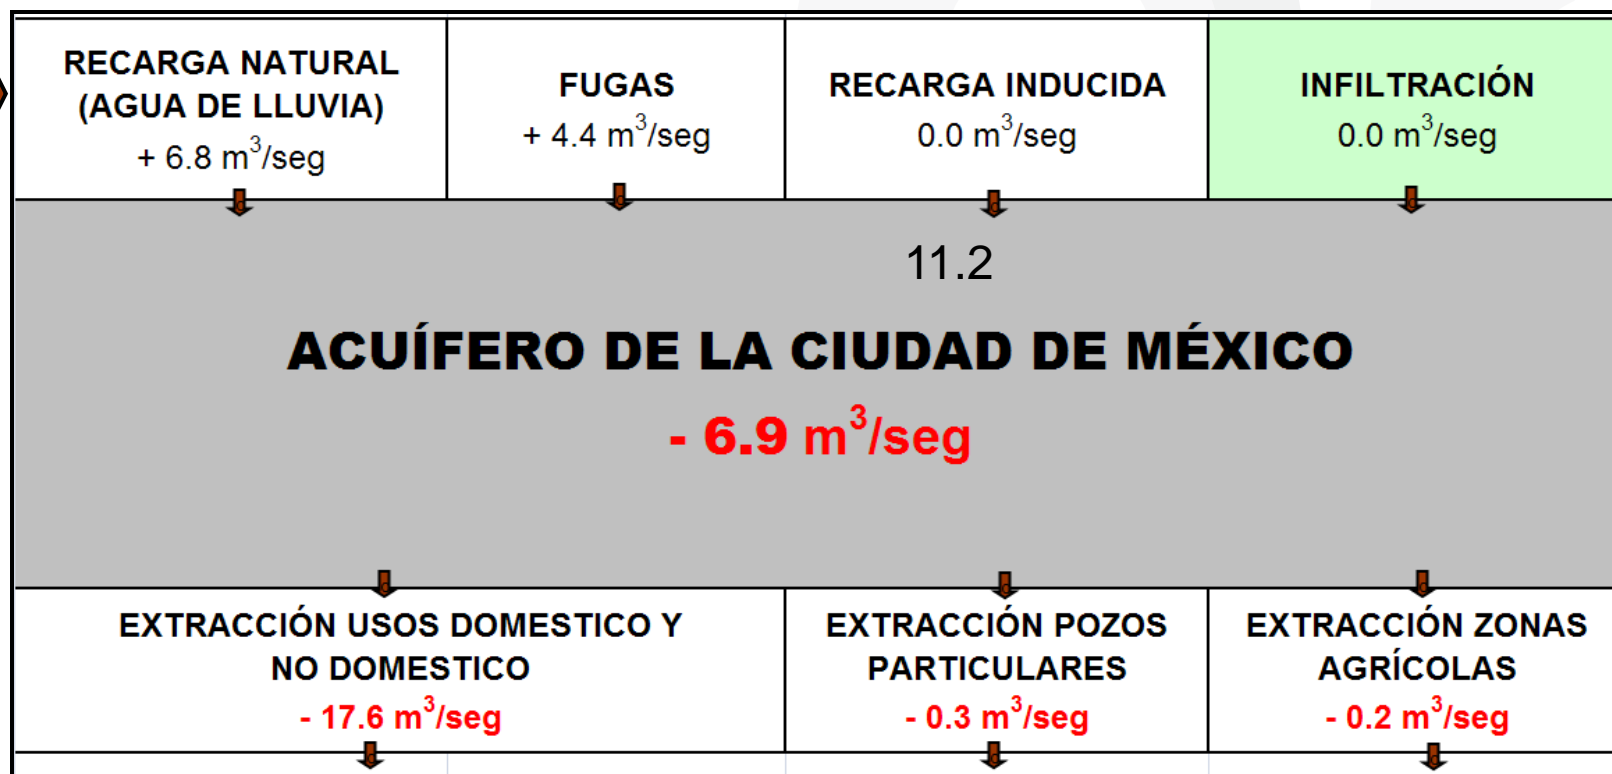 RECARGA NATURAL
(AGUA DE LLUVIA)
+ 6.8 m³/seg
FUGAS
+ 4.4 m³/seg
RECARGA INDUCIDA
0.0 m³/seg
INFILTRACIÓN
0.0 m³/seg
11.2
ACUÍFERO DE LA CIUDAD DE MÉXICO
- 6.9 m³/seg
EXTRACCIÓN USOS DOMESTICO Y
NO DOMESTICO
- 17.6 m³/seg
EXTRACCIÓN POZOS
PARTICULARES
- 0.3 m³/seg
EXTRACCIÓN ZONAS
AGRÍCOLAS
- 0.2 m³/seg